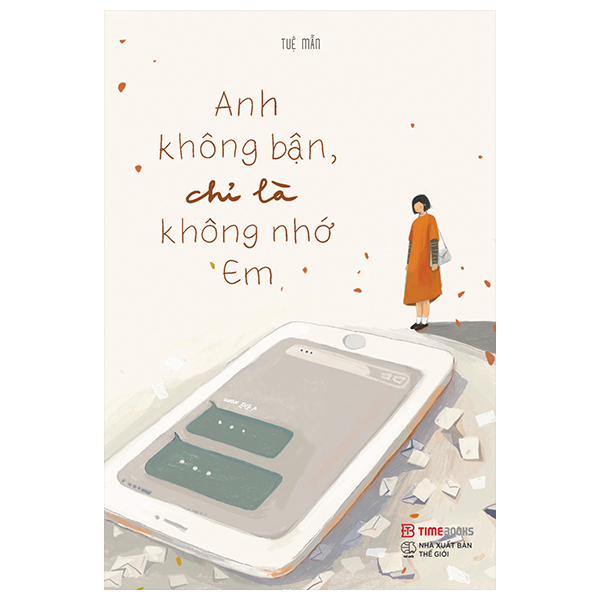 TUỆ MẪN
Anh
không bận,
chỉ là
không nhớ
Em
TIMEBOOKS
NHÀ XUẤT BẢN
THẾ GIỚI